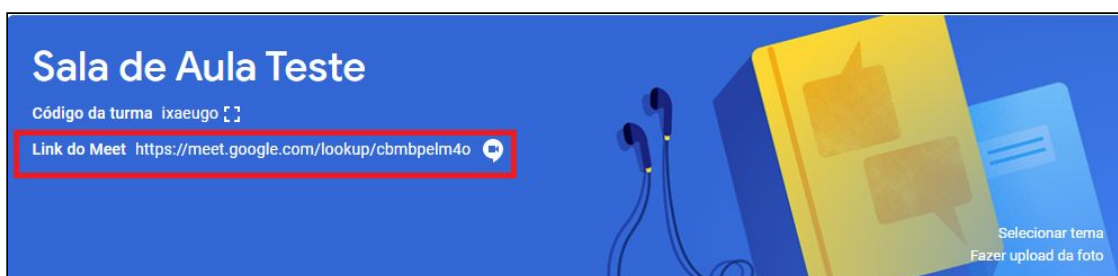 Sala de Aula Teste
Código da turma ixaeugo
Link do Meet https://meet.google.com/lookup/cbmbpelm4o
Selecionar tema
Fazer upload da foto